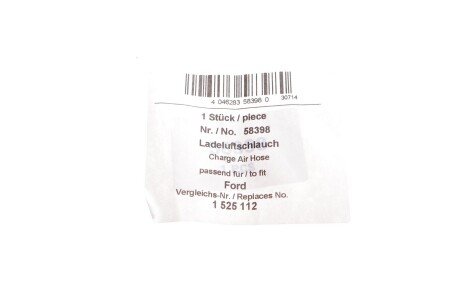 4 046283 58398 0 30714
1 Stück / piece
Nr. / No. 58398
Ladeluftschlauch
Charge Air Hose
passend für / to fit
Ford
Vergleichs-Nr. / Replaces No.
1 525 112